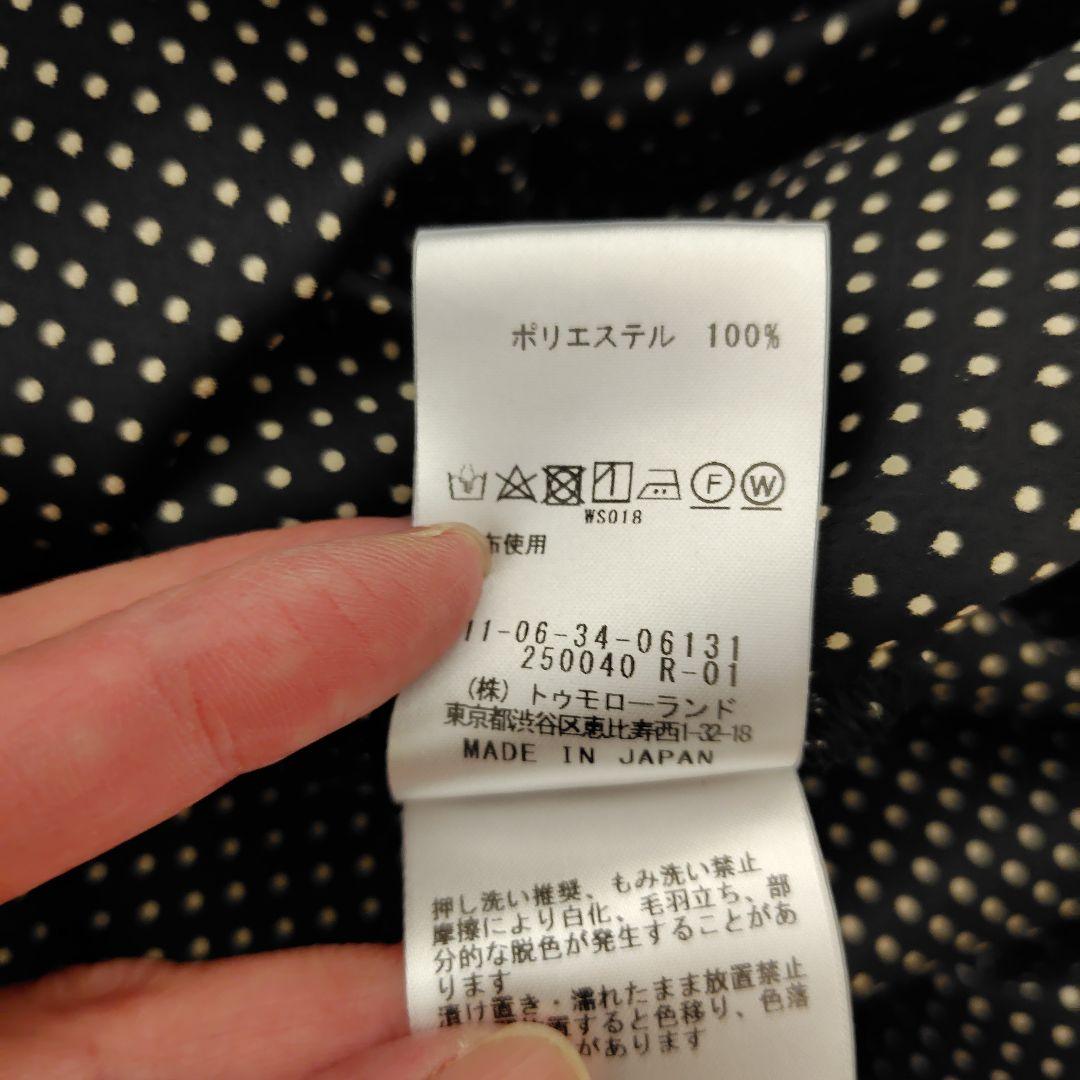 ポリエステル 100%
F W
WS018
布使用
11-06-34-06131
250040 R-01
(株) トゥモローランド
東京都渋谷区恵比寿西1-32-18
MADE IN JAPAN
押し洗い推奨、もみ洗い禁止
摩擦により白化、毛羽立ち、部
分的な脱色が発生することがあ
ります
漬け置き・濡れたまま放置禁止
置すると色移り、色落
があります